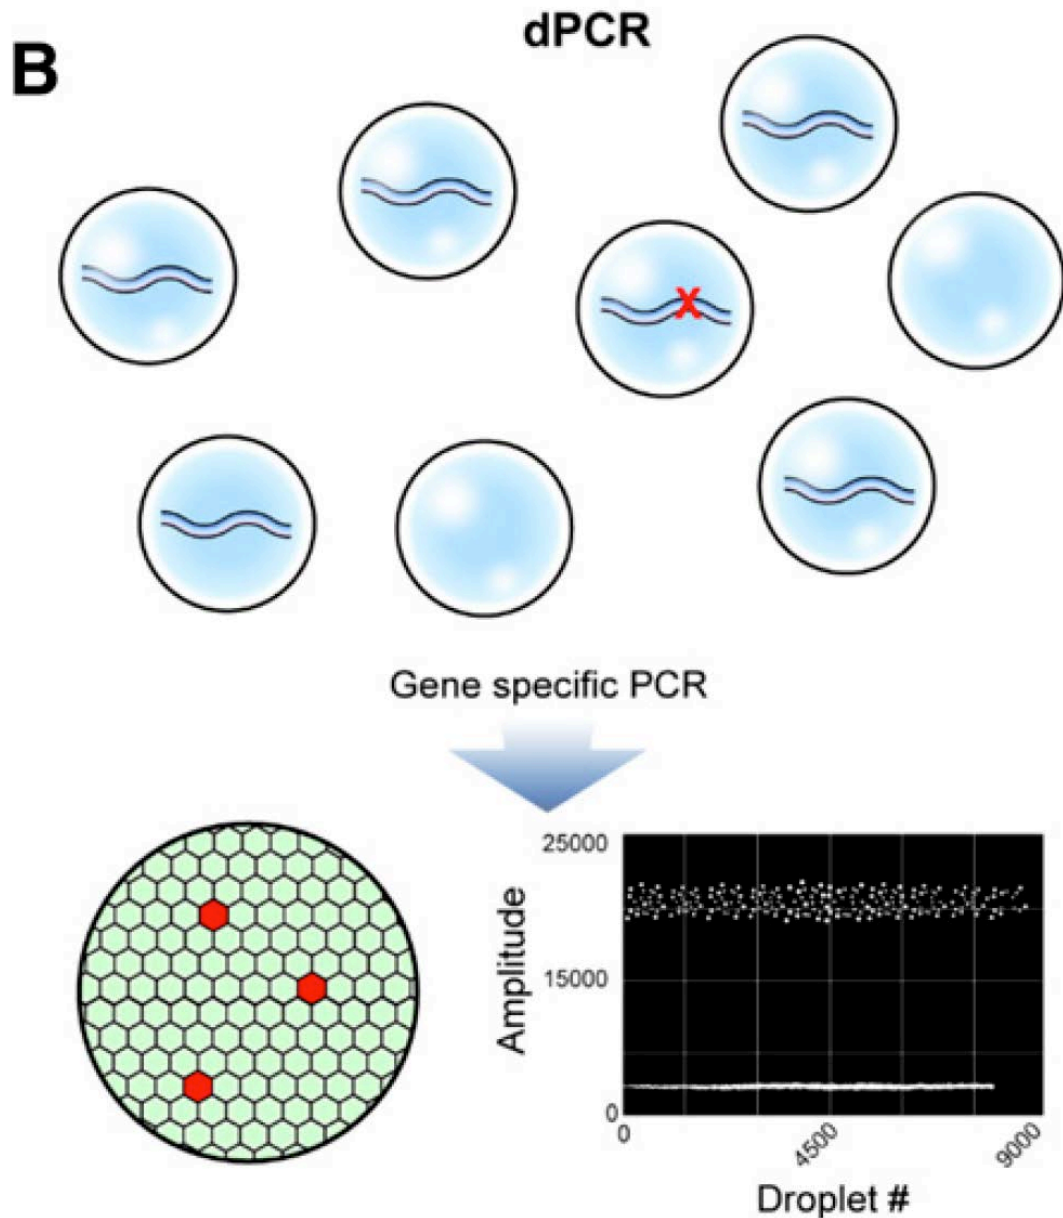 B
dPCR
X
Gene specific PCR
25000
15000
0
Amplitude
0
4500
9000
Droplet #